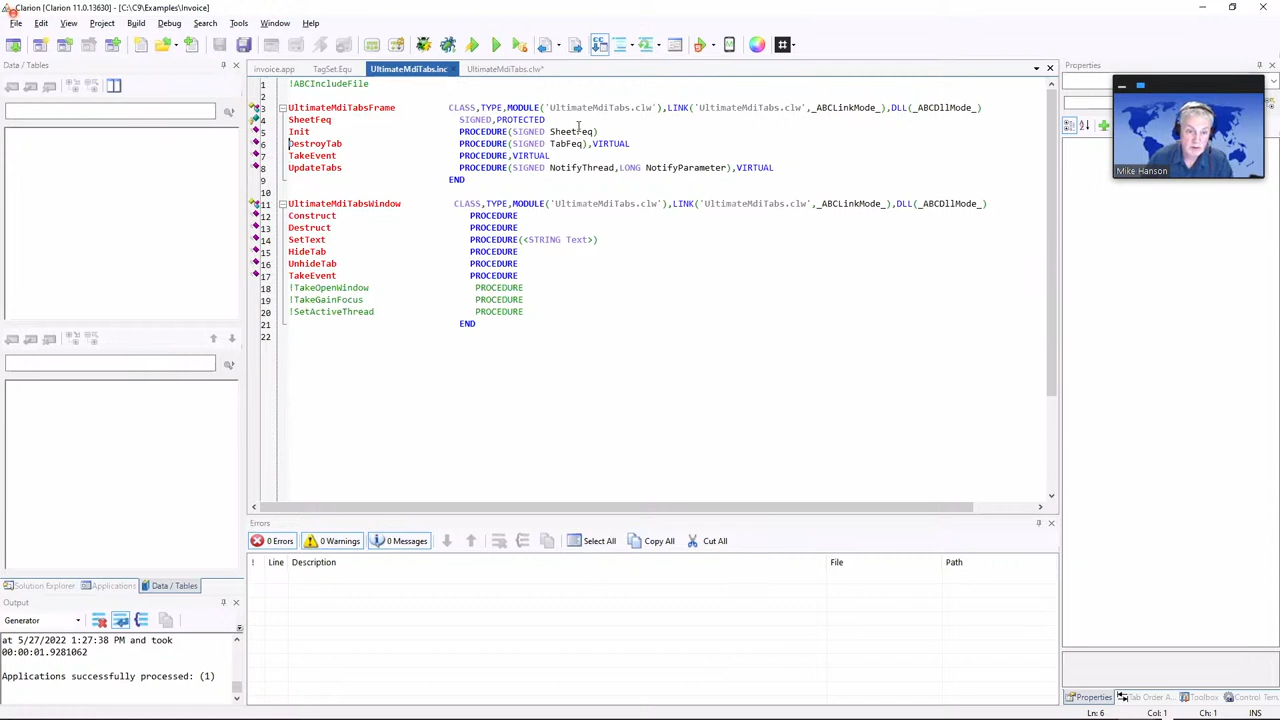 Clarion [Clarion 11.0.13630] - [C:\C9\Examples\Invoice]
File Edit View Project Build Debug Search Tools Window Help
Data / Tables
invoice.app TagSet.Equ UltimateMdiTabs.inc UltimateMdiTabs.clw*
Properties
1 !ABCIncludeFile
2
3 UltimateMdiTabsFrame CLASS,TYPE,MODULE('UltimateMdiTabs.clw'),LINK('UltimateMdiTabs.clw',_ABCLinkMode_),DLL(_ABCDllMode_)
4 SheetFeq SIGNED,PROTECTED
5 Init PROCEDURE(SIGNED SheetFeq)
6 DestroyTab PROCEDURE(SIGNED TabFeq),VIRTUAL
7 TakeEvent PROCEDURE,VIRTUAL
8 UpdateTabs PROCEDURE(SIGNED NotifyThread,LONG NotifyParameter),VIRTUAL
9 END
10
11 UltimateMdiTabsWindow CLASS,TYPE,MODULE('UltimateMdiTabs.clw'),LINK('UltimateMdiTabs.clw',_ABCLinkMode_),DLL(_ABCDllMode_)
12 Construct PROCEDURE
13 Destruct PROCEDURE
14 SetText PROCEDURE(<STRING Text>)
15 HideTab PROCEDURE
16 UnhideTab PROCEDURE
17 TakeEvent PROCEDURE
18 !TakeOpenWindow PROCEDURE
19 !TakeGainFocus PROCEDURE
20 !SetActiveThread PROCEDURE
21 END
22
Mike Hanson
Errors
0 Errors 0 Warnings 0 Messages Select All Copy All Cut All
! Line Description File Path
Solution Explorer Applications Data / Tables
Output
Generator
at 5/27/2022 1:27:38 PM and took
00:00:01.9281062
Applications successfully processed: (1)
Properties Tab Order A... Toolbox Control Tem...
Ln: 6 Col: 1 Ch: 1 INS